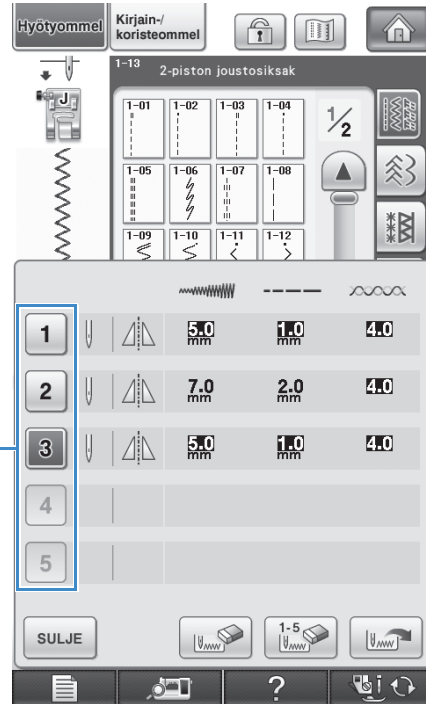 Hyötyommel
Kirjain-/
koristeommel
1-13
2-piston joustosiksak
J
1-01 1-02 1-03 1-04
1/2
1-05 1-06 1-07 1-08
1-09 1-10 1-11 1-12
1 5.0 mm 1.0 mm 4.0
2 7.0 mm 2.0 mm 4.0
3 5.0 mm 1.0 mm 4.0
4
5
SULJE
1-5
?